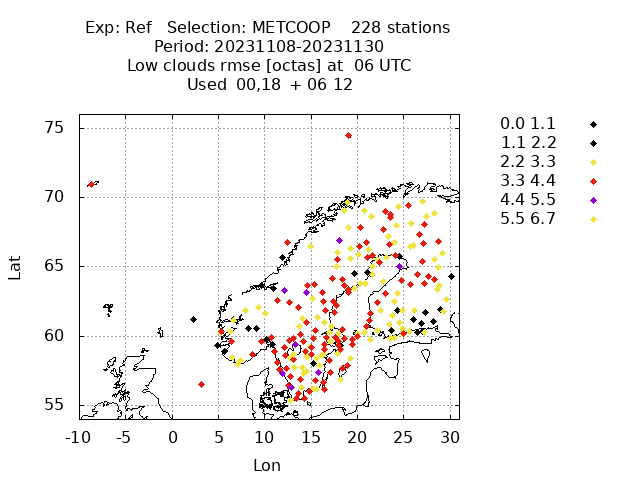 Exp: Ref   Selection: METCOOP    228 stations
Period: 20231108-20231130
Low clouds rmse [octas] at  06 UTC
Used  00,18  + 06 12
0.0 1.1
1.1 2.2
2.2 3.3
3.3 4.4
4.4 5.5
5.5 6.7
75
70
65
60
55
Lat
-10 -5 0 5 10 15 20 25 30
Lon